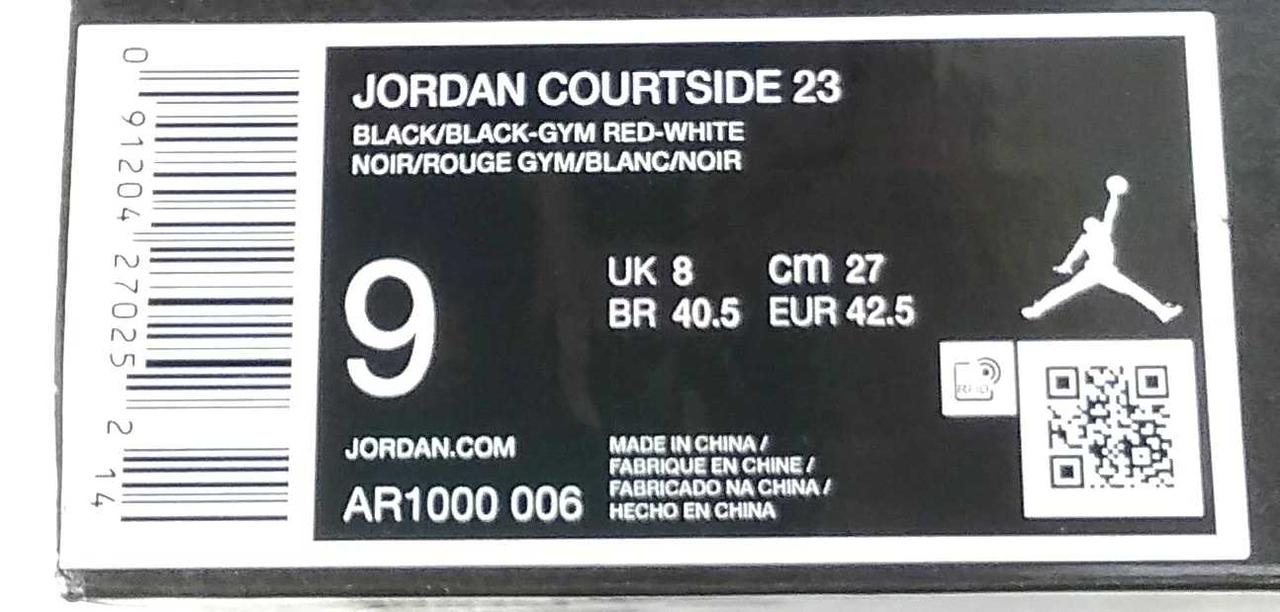 JORDAN COURTSIDE 23
BLACK/BLACK-GYM RED-WHITE
NOIR/ROUGE GYM/BLANC/NOIR
9
UK 8 cm 27
BR 40.5 EUR 42.5
RFID
JORDAN.COM
AR1000 006
MADE IN CHINA /
FABRIQUE EN CHINE /
FABRICADO NA CHINA /
HECHO EN CHINA
0 91204 27025 2 14